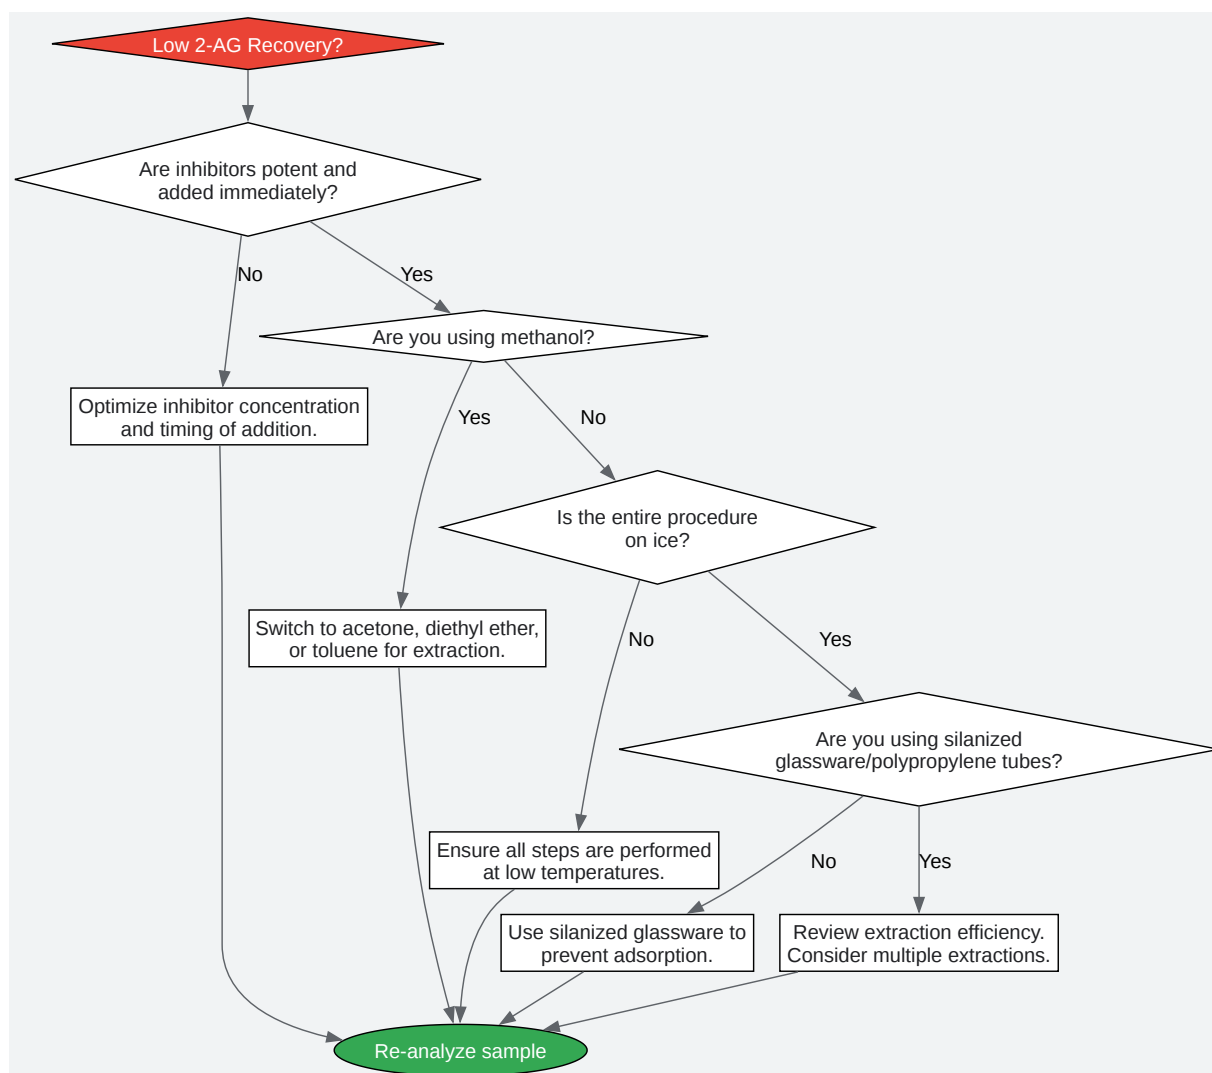 Low 2-AG Recovery?
Are inhibitors potent and
added immediately?
No
Yes
Are you using methanol?
Optimize inhibitor concentration
and timing of addition.
Yes
No
Is the entire procedure
on ice?
Switch to acetone, diethyl ether,
or toluene for extraction.
No
Yes
Are you using silanized
glassware/polypropylene tubes?
Ensure all steps are performed
at low temperatures.
No
Yes
Use silanized glassware to
prevent adsorption.
Review extraction efficiency.
Consider multiple extractions.
Re-analyze sample